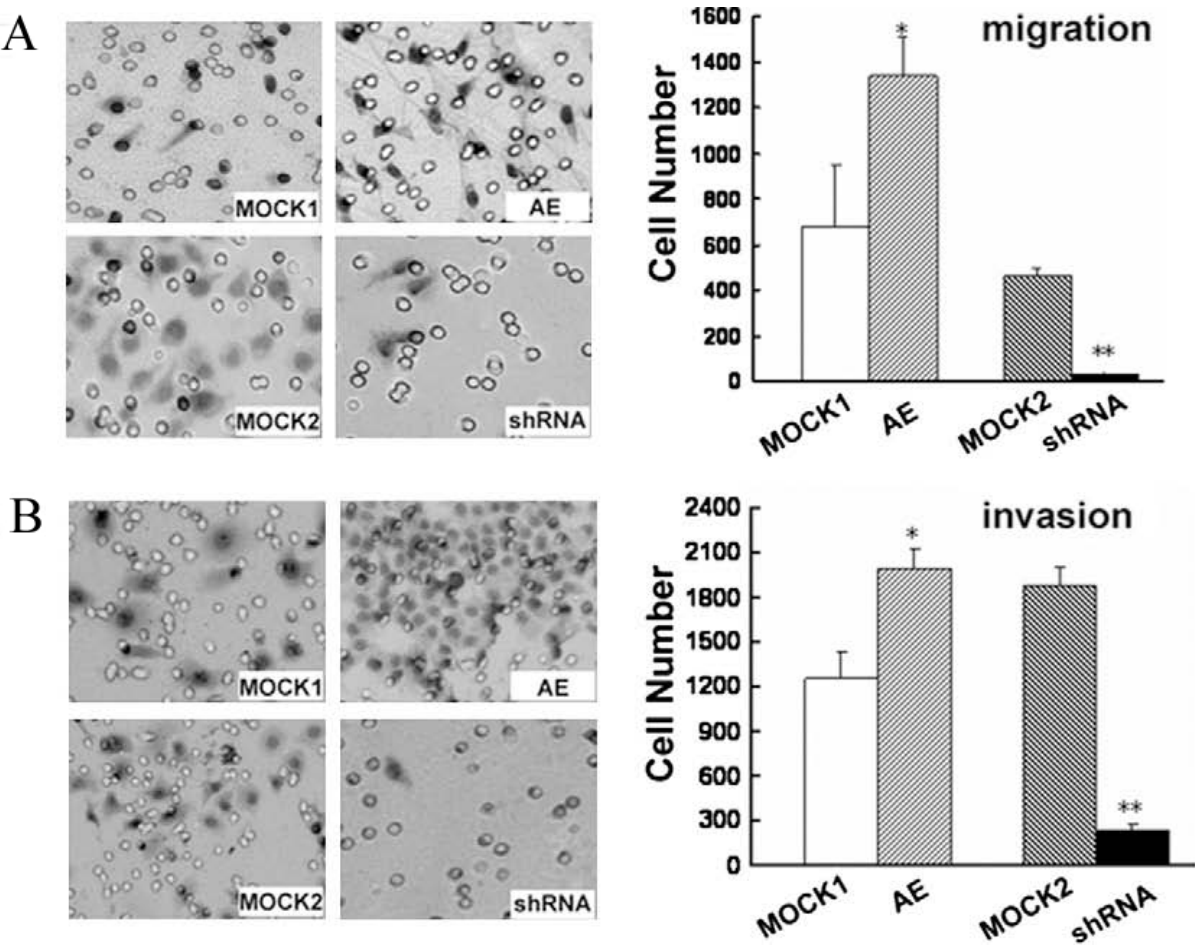 A
MOCK1
AE
MOCK2
shRNA
migration
Cell Number
1600
1400
1200
1000
800
600
400
200
0
*
**
MOCK1
AE
MOCK2
shRNA
B
MOCK1
AE
MOCK2
shRNA
invasion
Cell Number
2400
2100
1800
1500
1200
900
600
300
0
*
**
MOCK1
AE
MOCK2
shRNA